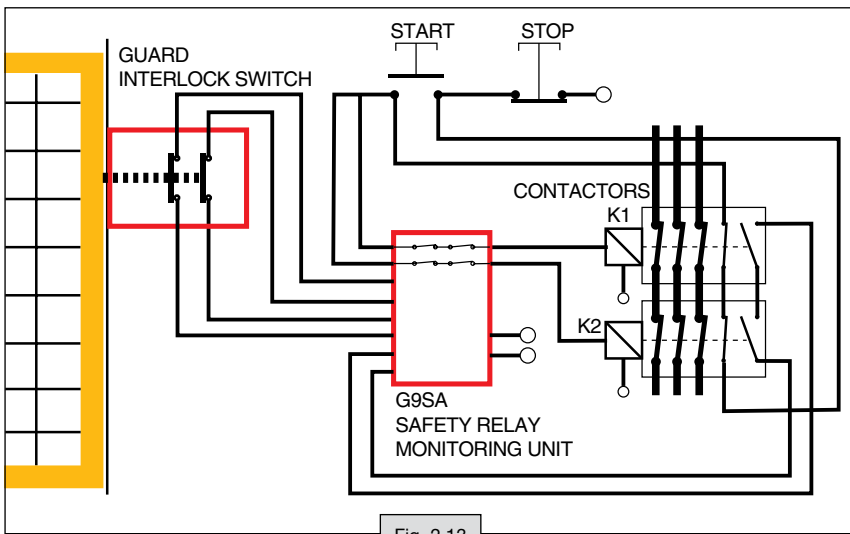 START
STOP
GUARD
INTERLOCK SWITCH
CONTACTORS
K1
K2
G9SA
SAFETY RELAY
MONITORING UNIT